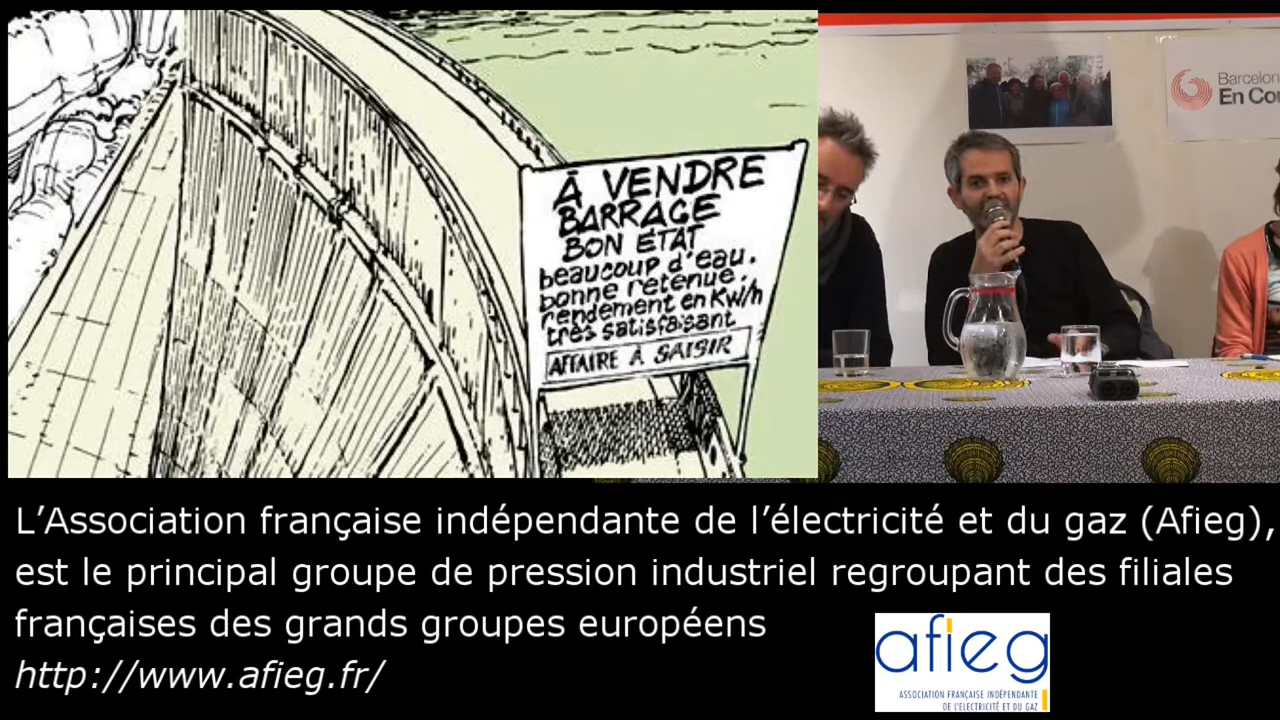 À VENDRE
BARRAGE
BON ETAT
beaucoup d'eau.
bonne retenue.
rendement en Kw/h
très satisfaisant
AFFAIRE À SAISIR
Barcelon
En Co
L’Association française indépendante de l’électricité et du gaz (Afieg),
est le principal groupe de pression industriel regroupant des filiales
françaises des grands groupes européens
http://www.afieg.fr/
afieg
ASSOCIATION FRANÇAISE INDÉPENDANTE
DE L'ELECTRICITÉ ET DU GAZ